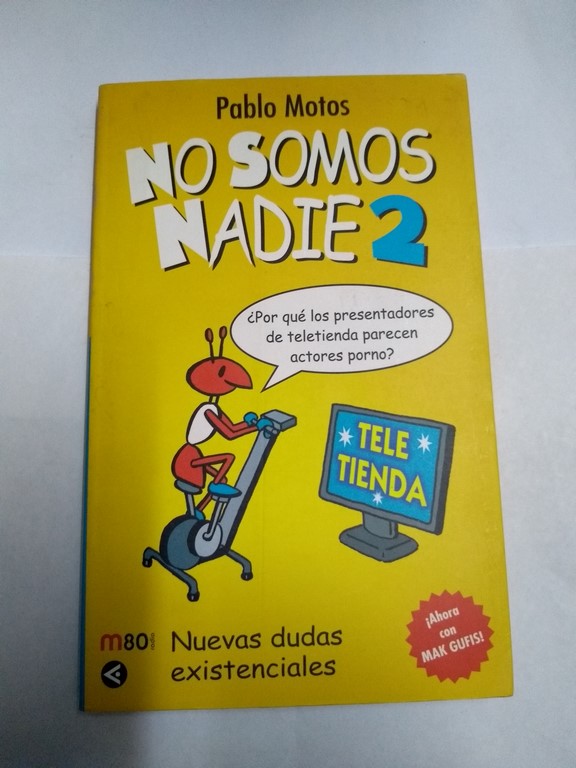 Pablo Motos
NO SOMOS
NADIE 2
¿Por qué los presentadores
de teletienda parecen
actores porno?
TELE
TIENDA
¡Ahora
con
MAK GUFIS!
m80 radio
Nuevas dudas
existenciales